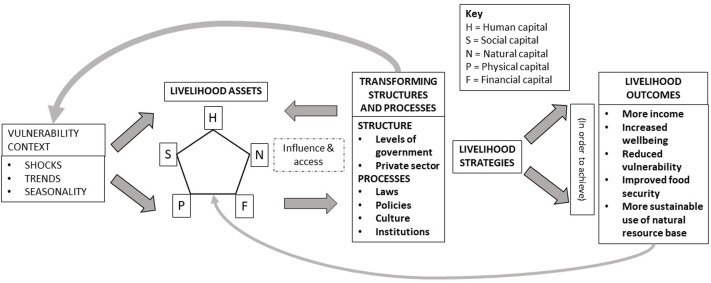 Key
H = Human capital
S = Social capital
N = Natural capital
P = Physical capital
F = Financial capital
VULNERABILITY
CONTEXT
• SHOCKS
• TRENDS
• SEASONALITY
LIVELIHOOD ASSETS
H
S
N
P
F
Influence &
access
TRANSFORMING
STRUCTURES
AND PROCESSES
STRUCTURE
• Levels of
government
• Private sector
PROCESSES
• Laws
• Policies
• Culture
• Institutions
LIVELIHOOD
STRATEGIES
(In order to achieve)
LIVELIHOOD
OUTCOMES
• More income
• Increased
wellbeing
• Reduced
vulnerability
• Improved food
security
• More sustainable
use of natural
resource base